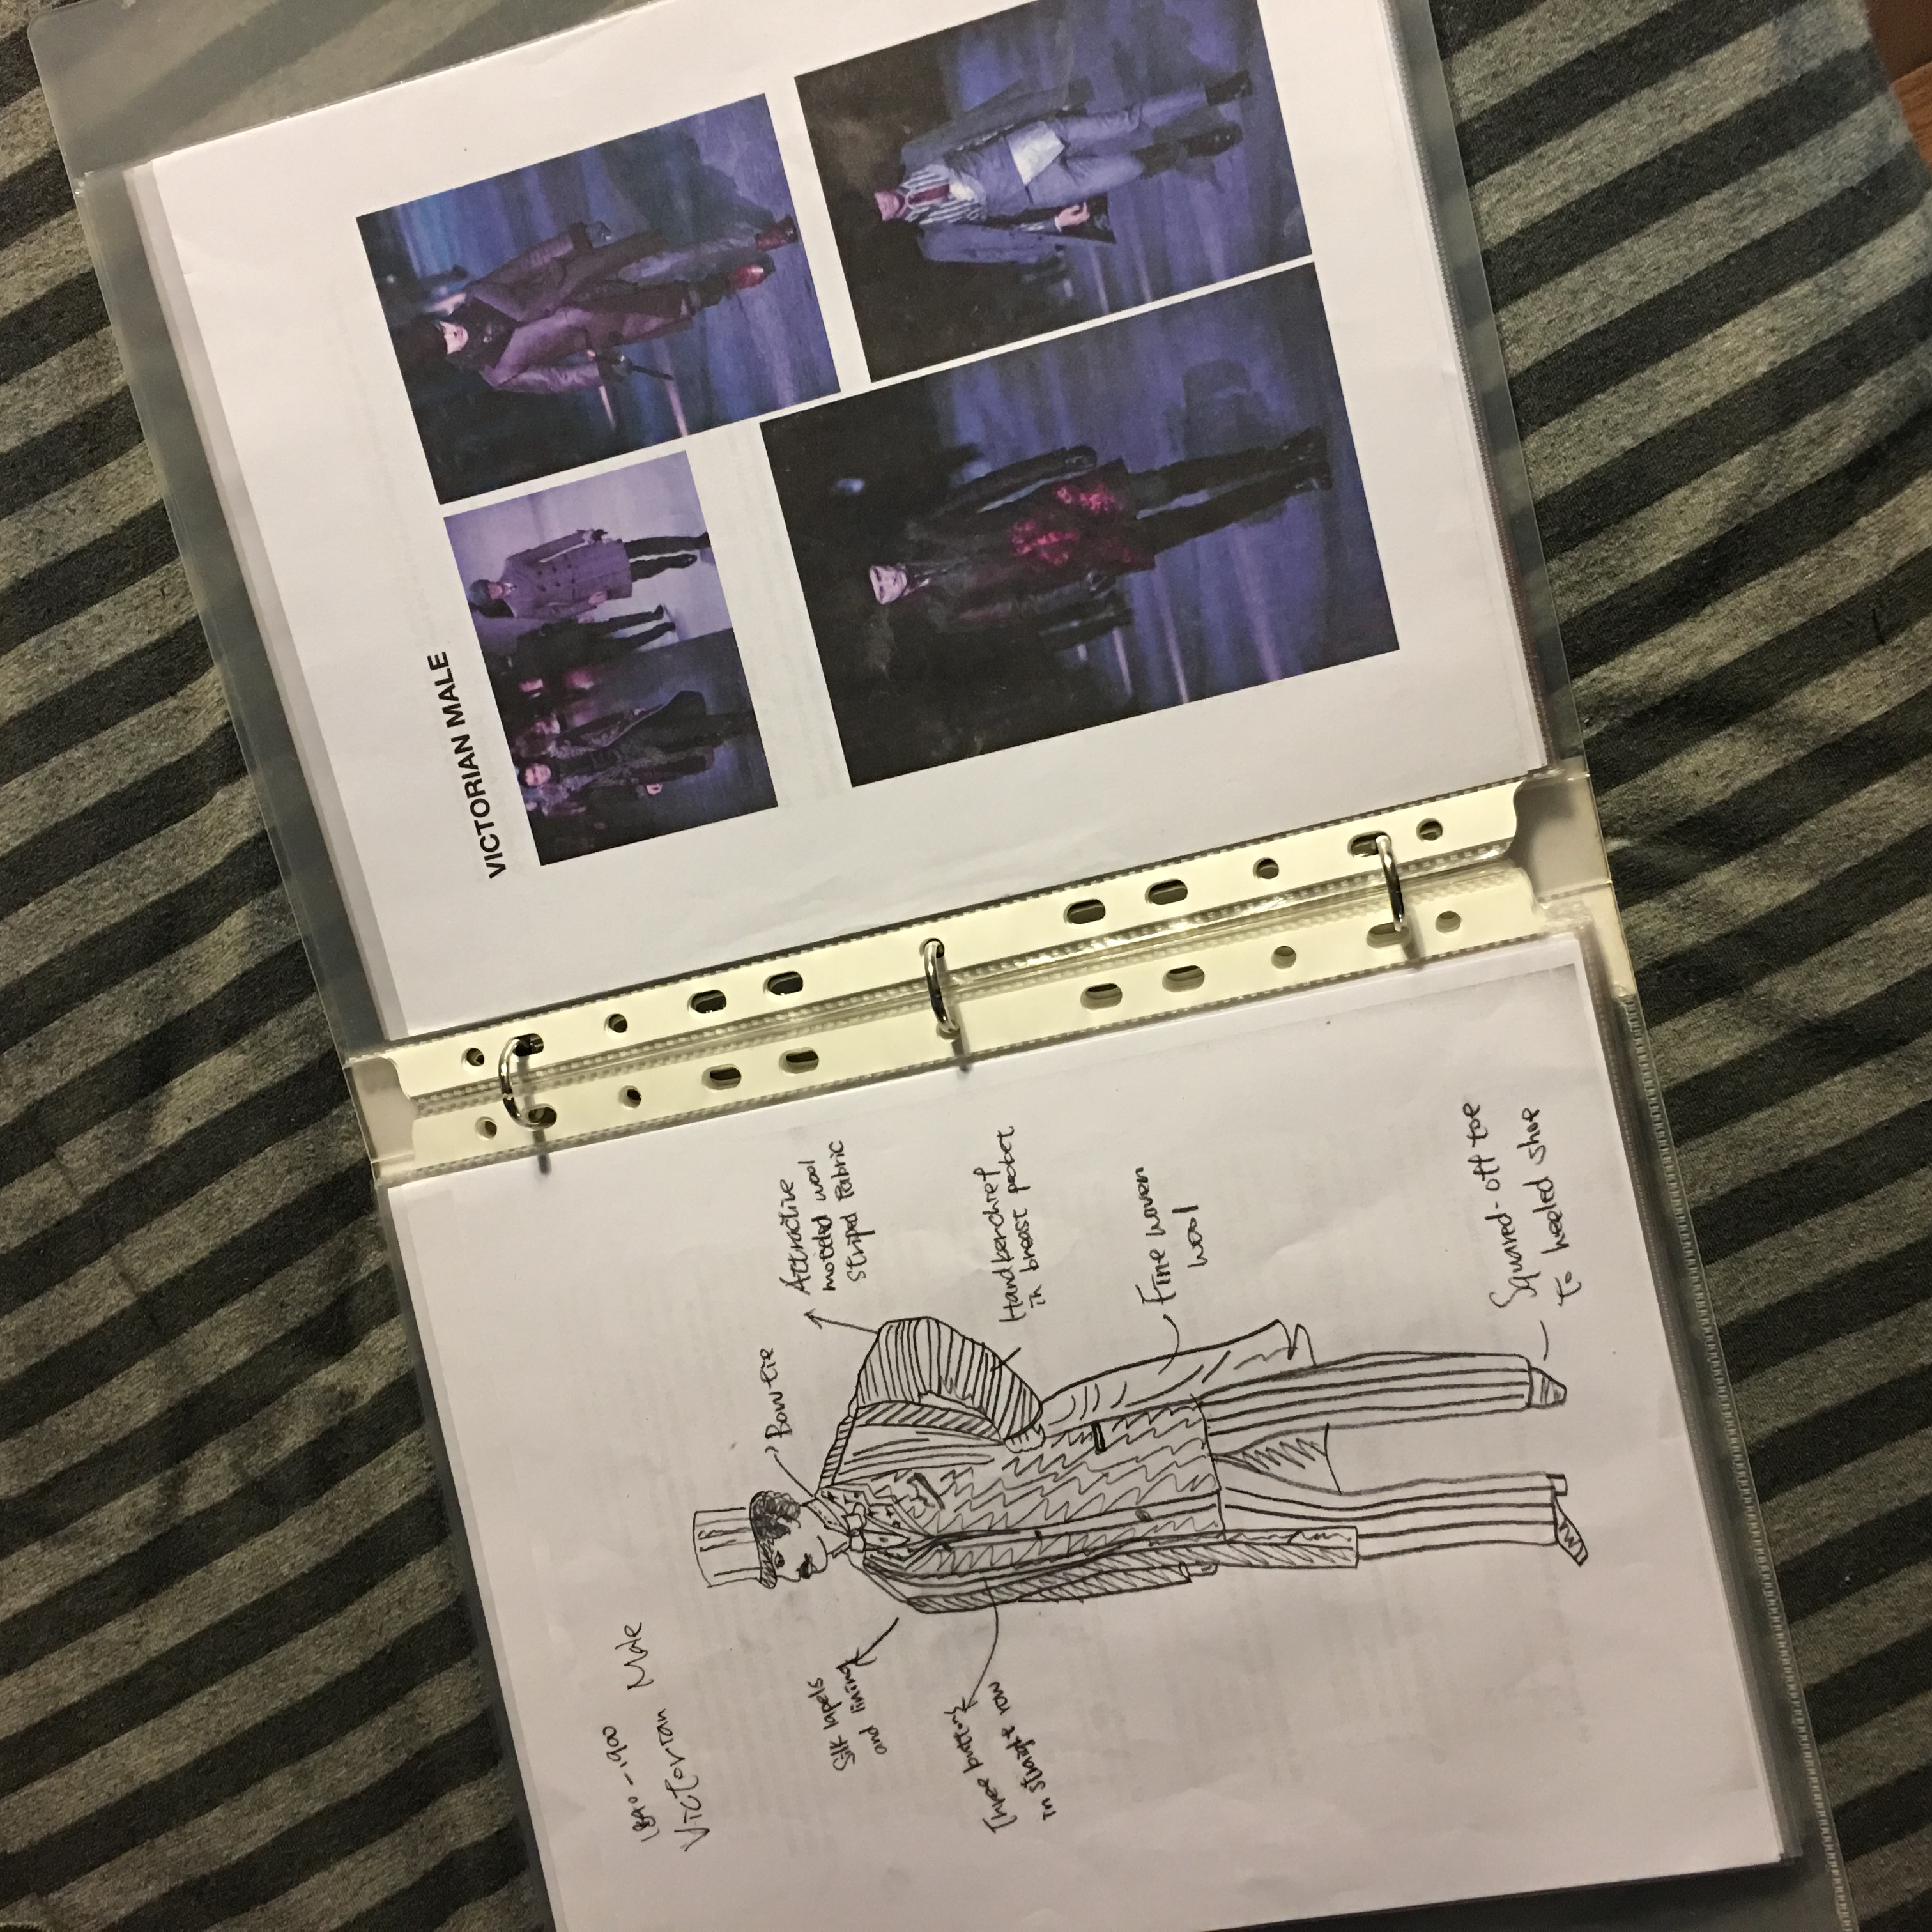 1840-1900
Victorian Male
Bow tie
Attractive
motteled wool
striped fabric
Silk lapels
and lining
Three buttons
in straight row
Handkerchief
in breast pocket
Fine woven
wool
Squared-off toe
to heeled shoe
VICTORIAN MALE